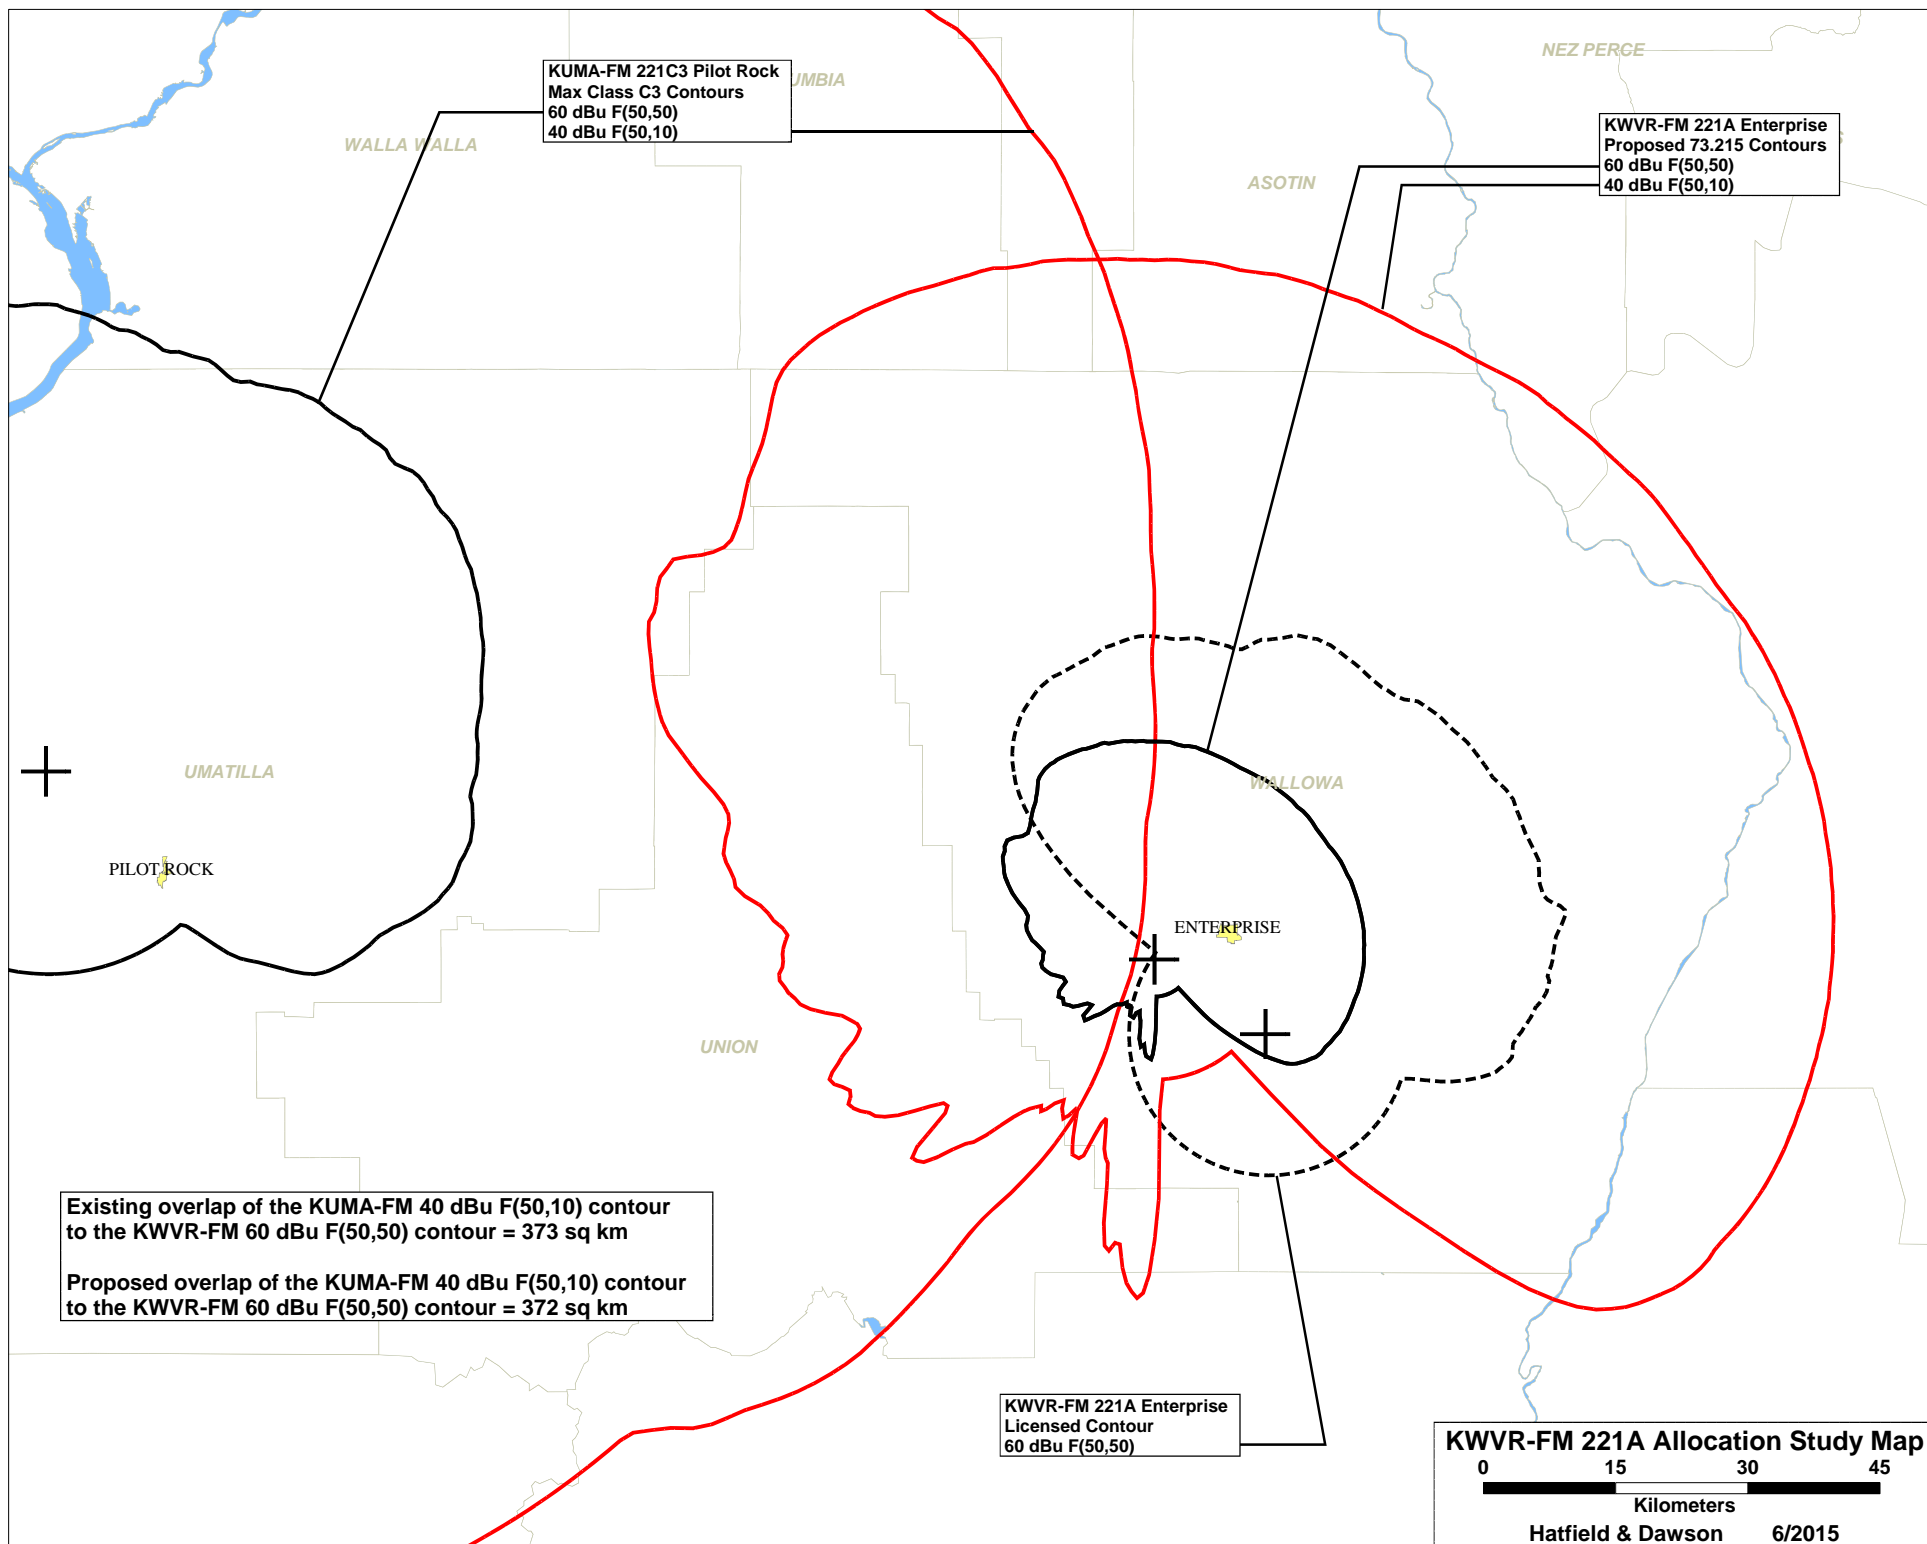 NEZ PERCE
KUMA-FM 221C3 Pilot Rock
Max Class C3 Contours
60 dBu F(50,50)
40 dBu F(50,10)
UMBIA
WALLA WALLA
KWVR-FM 221A Enterprise
Proposed 73.215 Contours
60 dBu F(50,50)
40 dBu F(50,10)
S
ASOTIN
UMATILLA
WALLOWA
PILOT ROCK
ENTERPRISE
UNION
Existing overlap of the KUMA-FM 40 dBu F(50,10) contour
to the KWVR-FM 60 dBu F(50,50) contour = 373 sq km
Proposed overlap of the KUMA-FM 40 dBu F(50,10) contour
to the KWVR-FM 60 dBu F(50,50) contour = 372 sq km
KWVR-FM 221A Enterprise
Licensed Contour
60 dBu F(50,50)
KWVR-FM 221A Allocation Study Map
0 15 30 45
Kilometers
Hatfield & Dawson 6/2015